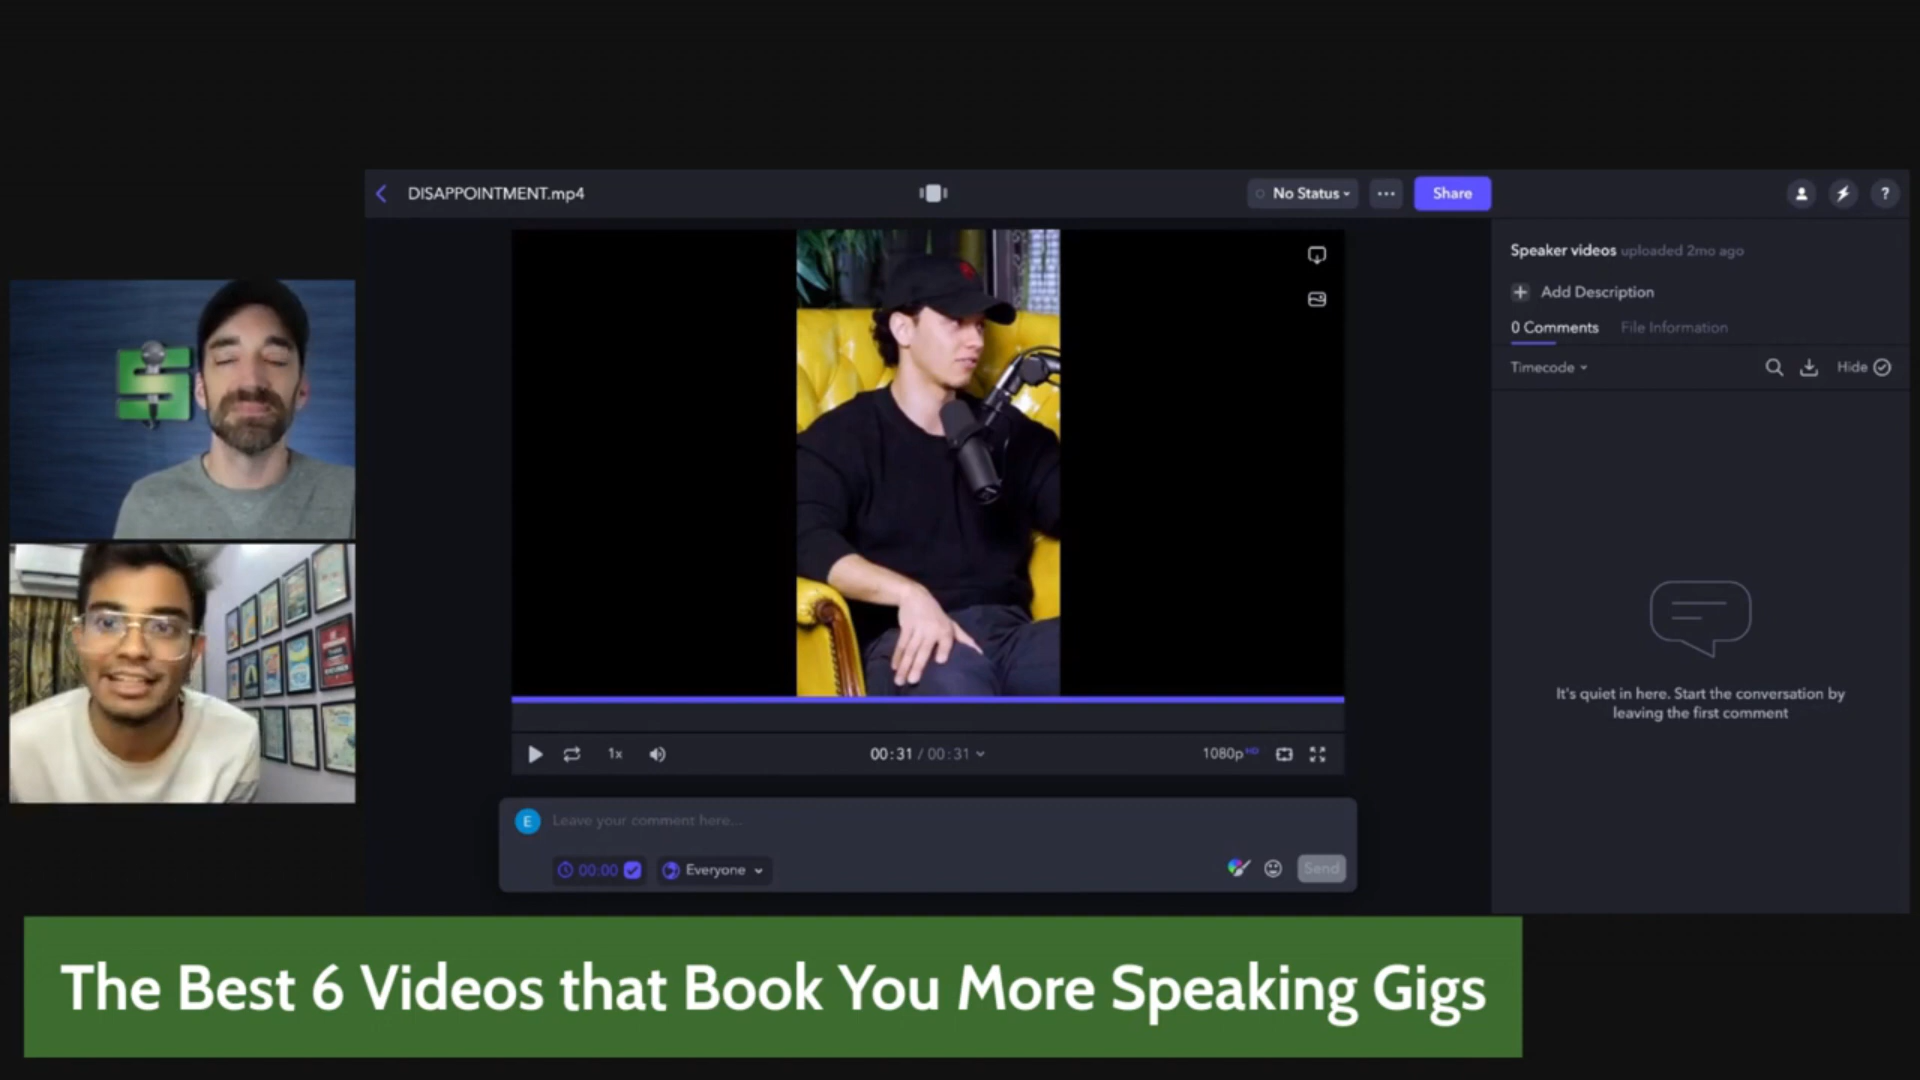 DISAPPOINTMENT.mp4
No Status
Share
?
Speaker videos uploaded 2mo ago
Add Description
0 Comments File Information
Timecode
Hide
It's quiet in here. Start the conversation by
leaving the first comment
1x
00:31 / 00:31
1080p HD
E
Leave your comment here...
00:00
Everyone
Send
The Best 6 Videos that Book You More Speaking Gigs